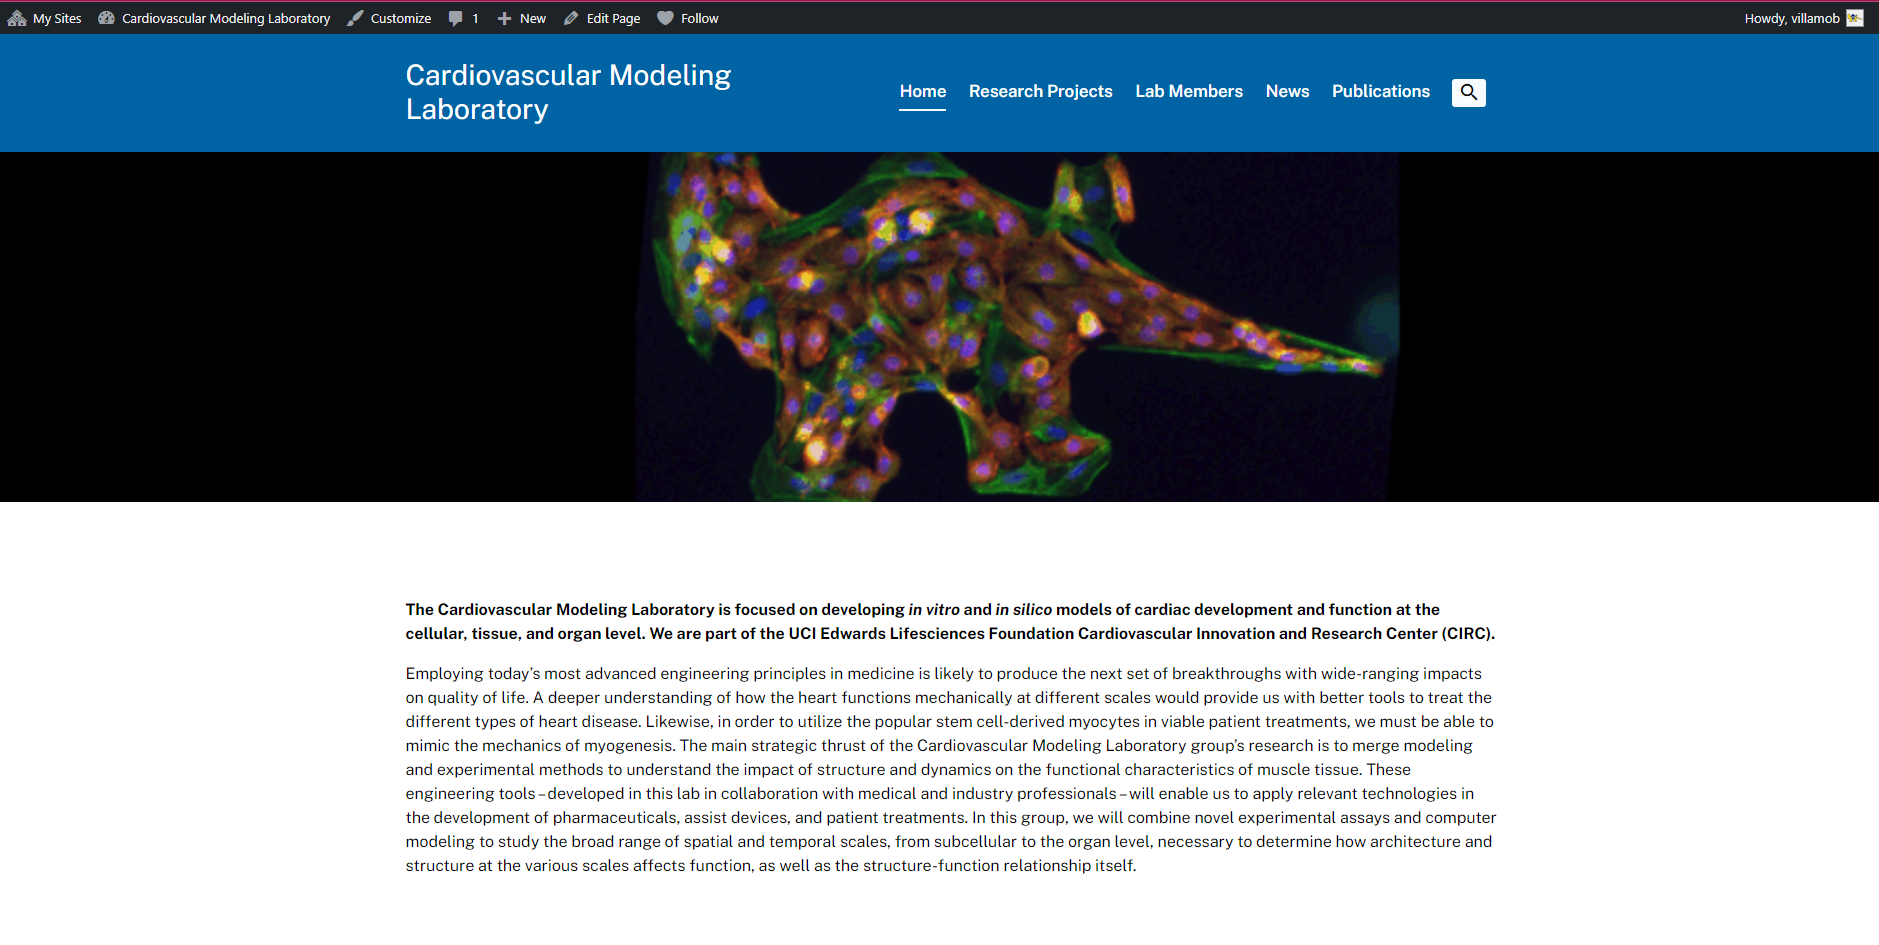 My Sites Cardiovascular Modeling Laboratory Customize 1 New Edit Page Follow Howdy, villamob
Cardiovascular Modeling
Laboratory
Home Research Projects Lab Members News Publications
The Cardiovascular Modeling Laboratory is focused on developing in vitro and in silico models of cardiac development and function at the
cellular, tissue, and organ level. We are part of the UCI Edwards Lifesciences Foundation Cardiovascular Innovation and Research Center (CIRC).
Employing today’s most advanced engineering principles in medicine is likely to produce the next set of breakthroughs with wide-ranging impacts
on quality of life. A deeper understanding of how the heart functions mechanically at different scales would provide us with better tools to treat the
different types of heart disease. Likewise, in order to utilize the popular stem cell-derived myocytes in viable patient treatments, we must be able to
mimic the mechanics of myogenesis. The main strategic thrust of the Cardiovascular Modeling Laboratory group’s research is to merge modeling
and experimental methods to understand the impact of structure and dynamics on the functional characteristics of muscle tissue. These
engineering tools – developed in this lab in collaboration with medical and industry professionals – will enable us to apply relevant technologies in
the development of pharmaceuticals, assist devices, and patient treatments. In this group, we will combine novel experimental assays and computer
modeling to study the broad range of spatial and temporal scales, from subcellular to the organ level, necessary to determine how architecture and
structure at the various scales affects function, as well as the structure-function relationship itself.